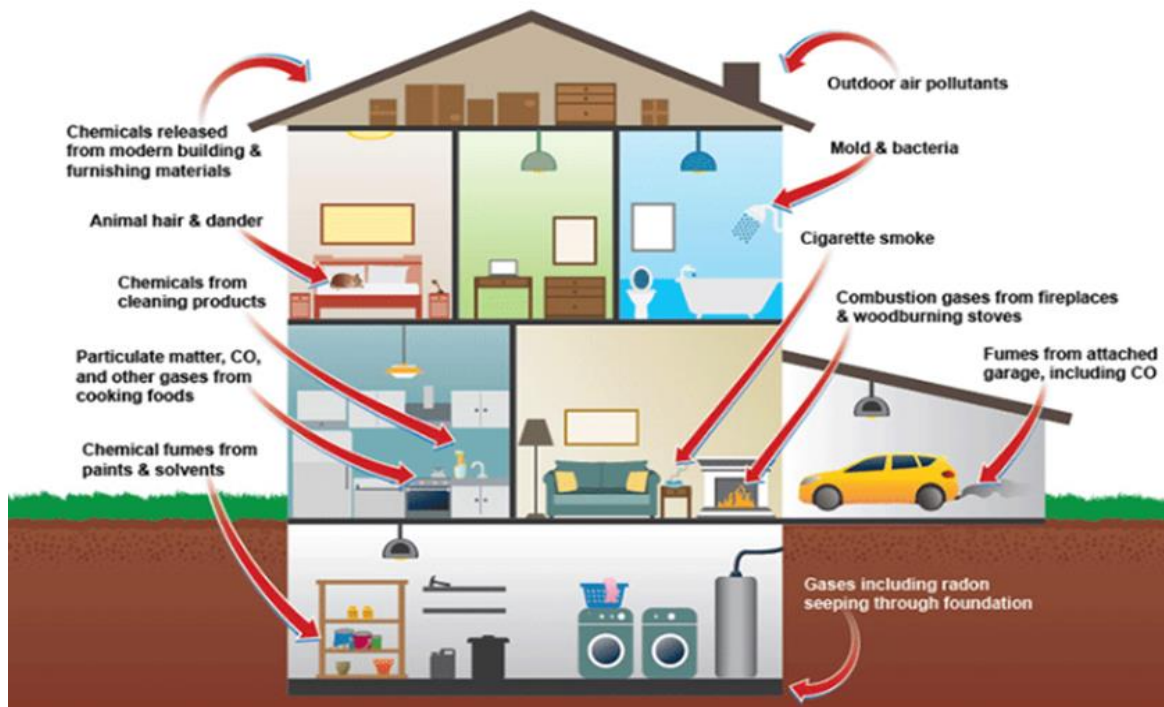 Chemicals released
from modern building &
furnishing materials
Animal hair & dander
Chemicals from
cleaning products
Particulate matter, CO,
and other gases from
cooking foods
Chemical fumes from
paints & solvents
Outdoor air pollutants
Mold & bacteria
Cigarette smoke
Combustion gases from fireplaces
& woodburning stoves
Fumes from attached
garage, including CO
Gases including radon
seeping through foundation